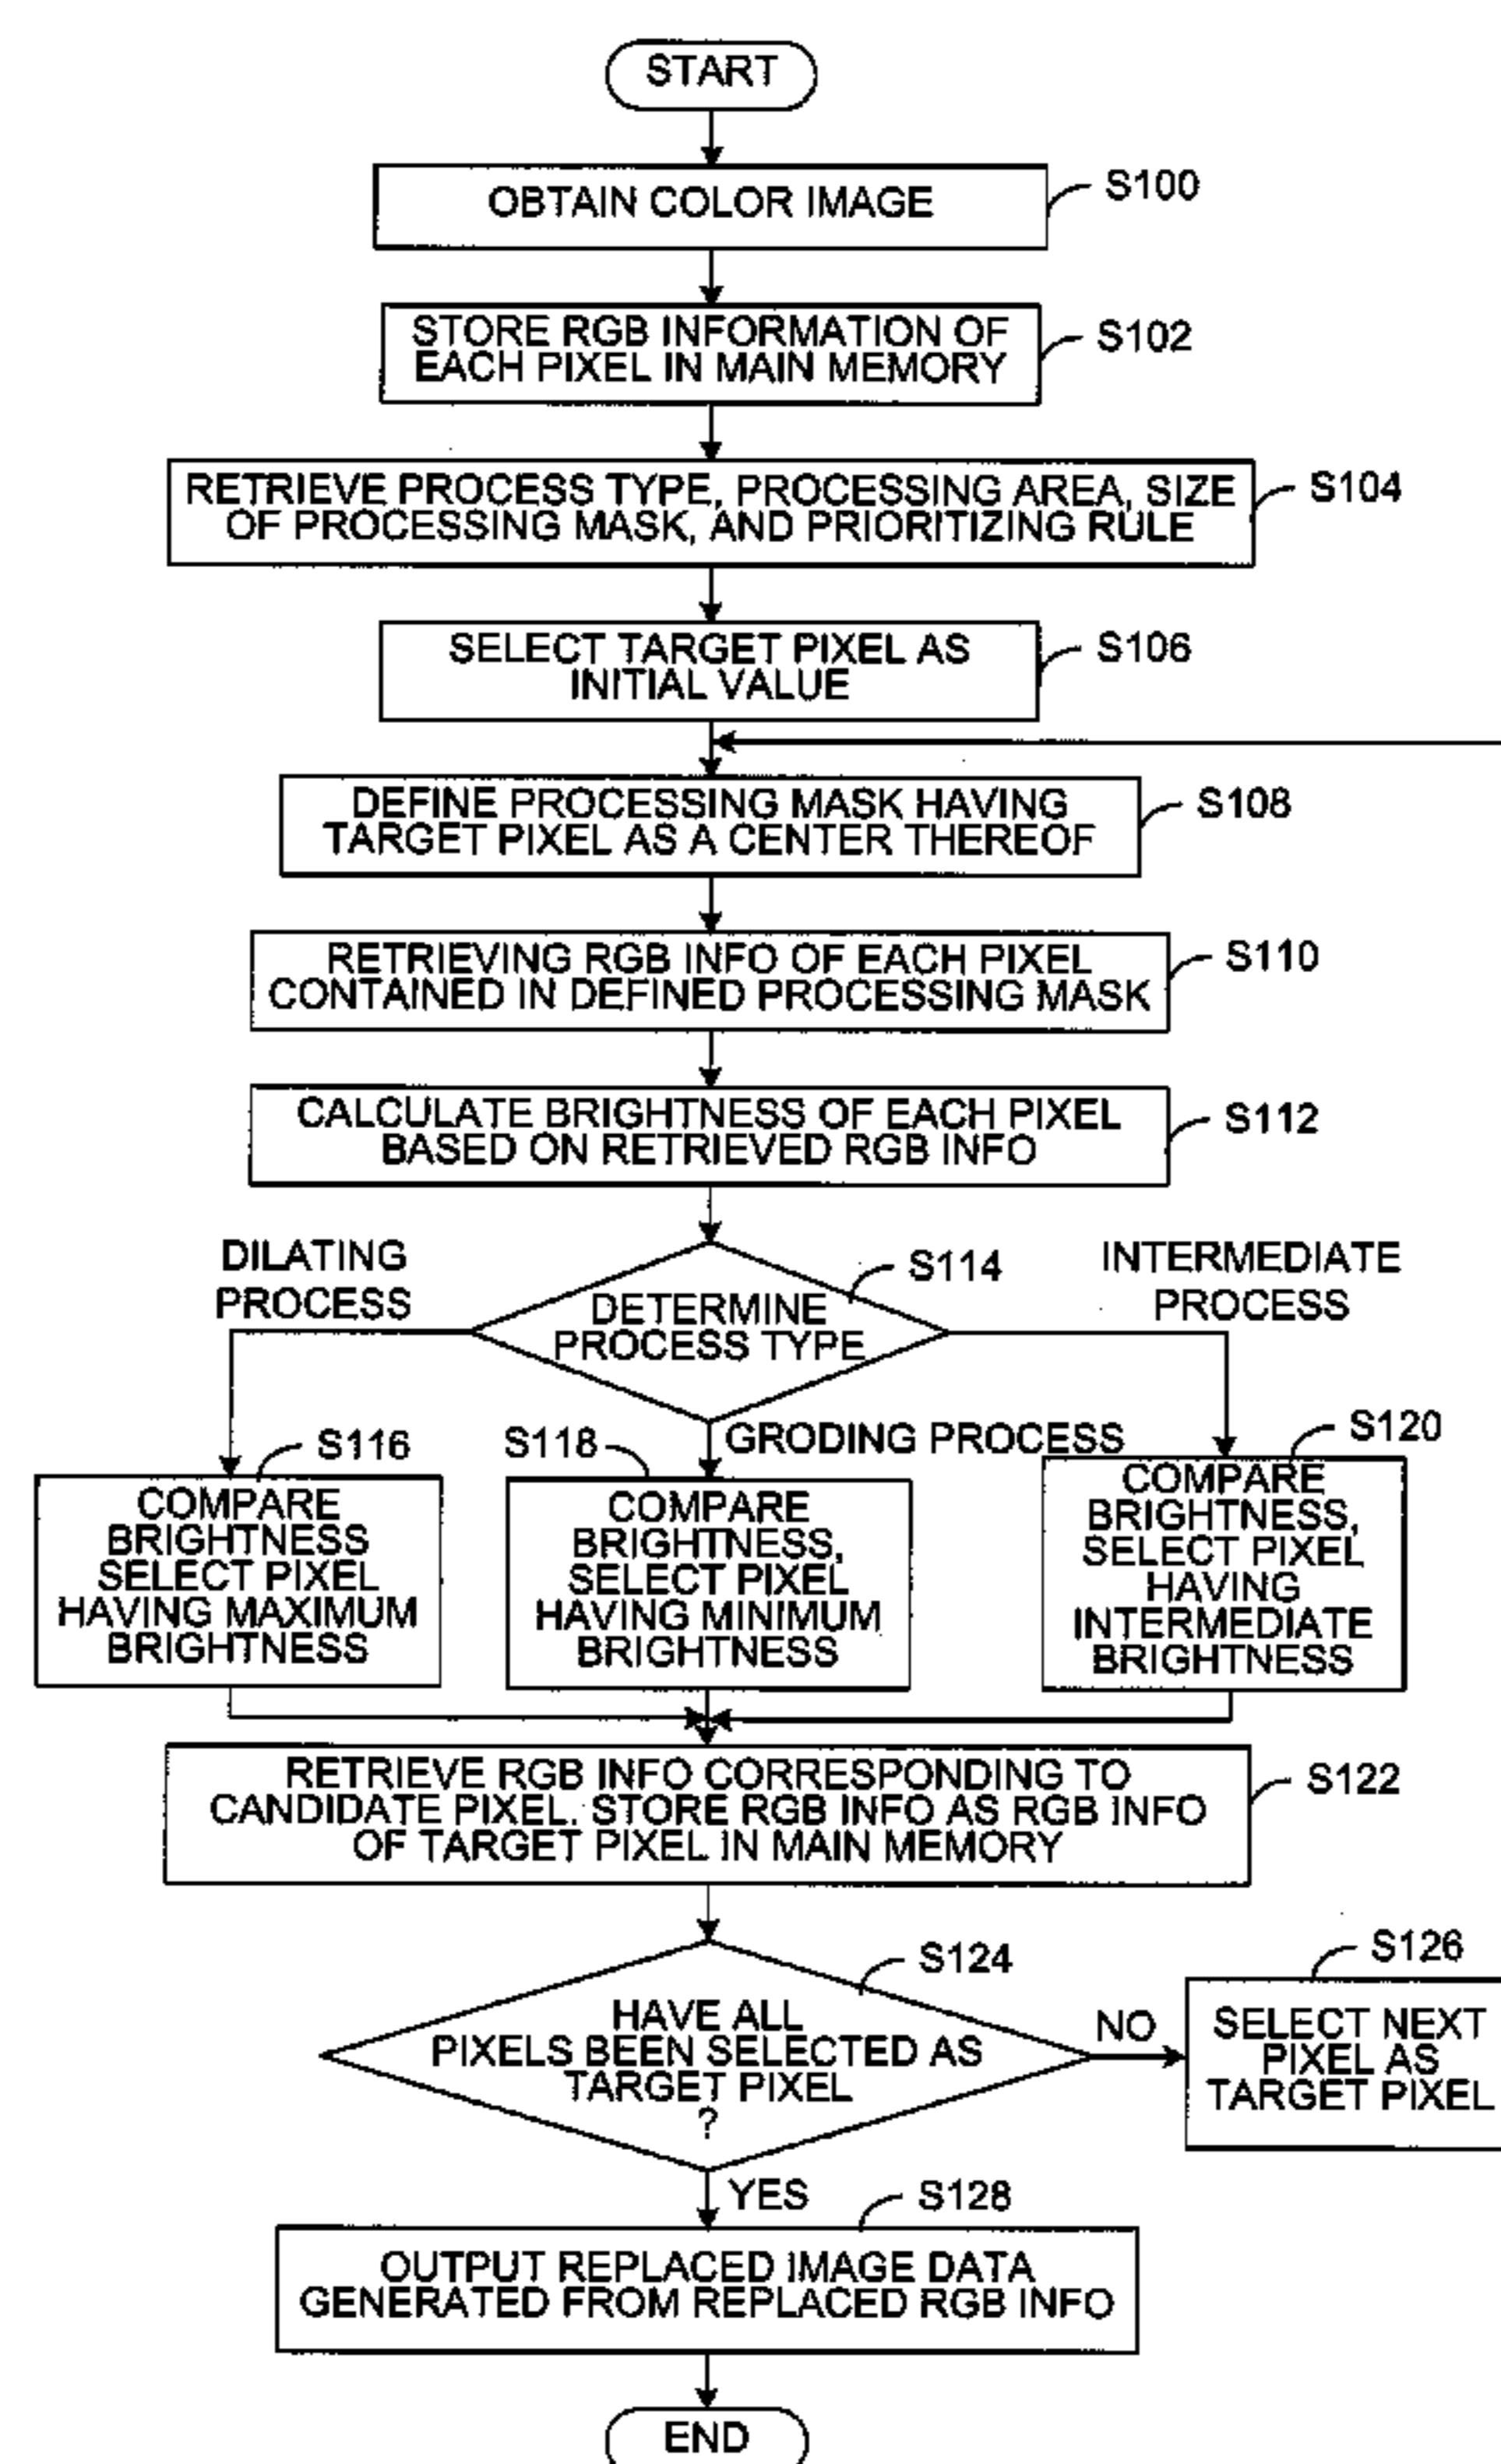 START
OBTAIN COLOR IMAGE
S100
STORE RGB INFORMATION OF
EACH PIXEL IN MAIN MEMORY
S102
RETRIEVE PROCESS TYPE, PROCESSING AREA, SIZE
OF PROCESSING MASK, AND PRIORITIZING RULE
S104
SELECT TARGET PIXEL AS
INITIAL VALUE
S106
DEFINE PROCESSING MASK HAVING
TARGET PIXEL AS A CENTER THEREOF
S108
RETRIEVING RGB INFO OF EACH PIXEL
CONTAINED IN DEFINED PROCESSING MASK
S110
CALCULATE BRIGHTNESS OF EACH PIXEL
BASED ON RETRIEVED RGB INFO
S112
DILATING
PROCESS
S114
DETERMINE
PROCESS TYPE
INTERMEDIATE
PROCESS
GRODING PROCESS
S116
COMPARE
BRIGHTNESS
SELECT PIXEL
HAVING MAXIMUM
BRIGHTNESS
S118
COMPARE
BRIGHTNESS,
SELECT PIXEL
HAVING MINIMUM
BRIGHTNESS
S120
COMPARE
BRIGHTNESS,
SELECT PIXEL
HAVING
INTERMEDIATE
BRIGHTNESS
RETRIEVE RGB INFO CORRESPONDING TO
CANDIDATE PIXEL. STORE RGB INFO AS RGB INFO
OF TARGET PIXEL IN MAIN MEMORY
S122
S124
HAVE ALL
PIXELS BEEN SELECTED AS
TARGET PIXEL
?
NO
S126
SELECT NEXT
PIXEL AS
TARGET PIXEL
YES
S128
OUTPUT REPLACED IMAGE DATA
GENERATED FROM REPLACED RGB INFO
END